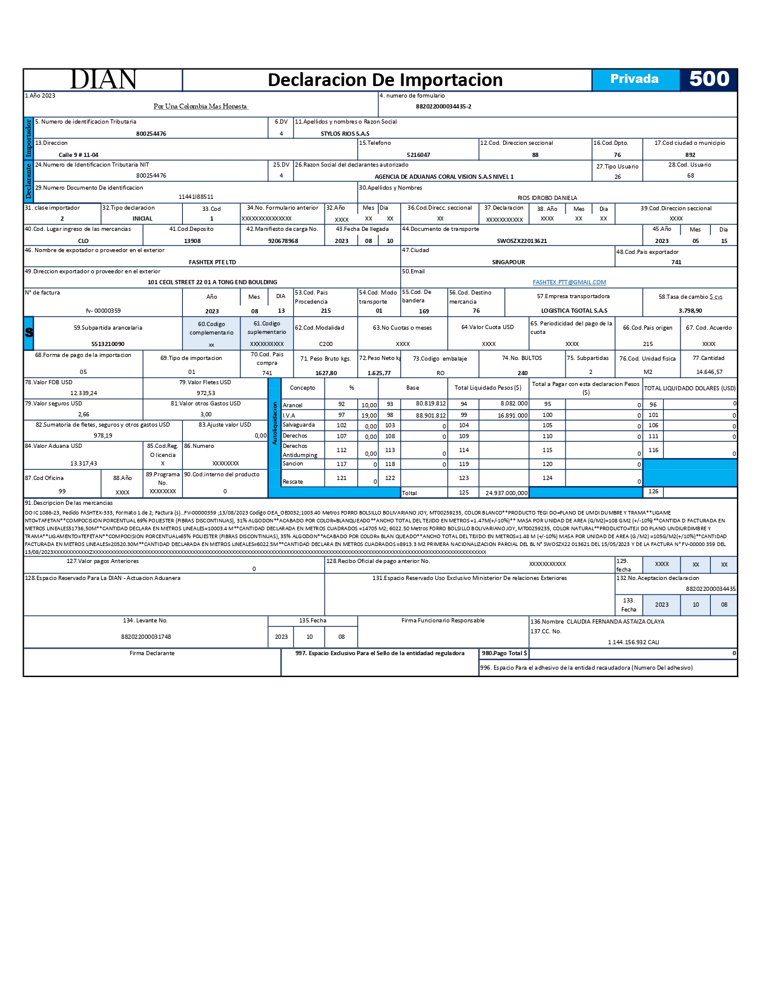 DIAN
Declaracion De Importacion
Privada
500
1.Año 2023
Por Una Colombia Mas Honesta
4. numero de formulario
882022000034435-2
Importador
5. Numero de identificacion Tributaria
800254476
6.DV
4
11.Apellidos y nombres o Razon Social
STYLOS RIOS S.A.S
13.Direccion
Calle 9 # 11-04
15.Telefono
5216047
12.Cod. Direccion seccional
88
16.Cod.Dpto.
76
17.Cod ciudad o municipio
892
Declarante
24.Numero de Identificacion Tributaria NIT
800254476
25.DV
4
26.Razon Social del declarantes autorizado
AGENCIA DE ADUANAS CORAL VISION S.A.S NIVEL 1
27.Tipo Usuario
26
28.Cod. Usuario
68
29.Numero Documento De identificacion
11441I88511
30.Apellidos y Nombres
RIOS IDROBO DANIELA
31. clase importador
2
32.Tipo declaracion
INICIAL
33.Cod
1
34.No. Formulario anterior
XXXXXXXXXXXXXXX
32.Año Mes Dia
XXXX XX XX
36.Cod.Direcc. seccional
XX
37.Declaracion
XXXXXXXXXXX
38. Año Mes Dia
XXXX XX XX
39.Cod.Direccion seccional
XXXX
40.Cod. Lugar ingreso de las mercancias
CLO
41.Cod.Deposito
13908
42.Manifiesto de carga No.
920678968
43.Fecha De llegada
2023 08 10
44.Documento de transporte
SWOSZX22013621
45.Año Mes Dia
2023 05 15
46. Nombre de expotador o proveedor en el exterior
FASHTEX PTE LTD
47.Ciudad
SINGAPOUR
48.Cod.Pais exportador
741
49.Direccion exportador o proveedor en el exterior
101 CECIL STREET 22 01 A TONG END BOULDING
50.Email
FASHTEX.PTT@GMAIL.COM
N° de factura
fv- 00000359
Año Mes DIA
2023 08 13
53.Cod. Pais
Procedencia
215
54.Cod. Modo
transporte
01
55.Cod. De
bandera
169
56.Cod. Destino
mercancia
76
57.Empresa transportadora
LOGISTICA TGOTAL S.A.S
58.Tasa de cambio $ cvs
3.798,90
S
59.Subpartida arancelaria
5513210090
60.Codigo
complementario
xx
61.Codigo
suplementario
XXXXXXXXXX
62.Cod.Modalidad
C200
63.No Cuotas o meses
XXXX
64.Valor Cuota USD
XXXX
65. Periodicidad del pago de la
cuota
XXXX
66.Cod.Pais origen
215
67. Cod. Acuerdo
XXXX
68.Forma de pago de la importacion
05
69.Tipo de importacion
01
70.Cod. Pais
compra
741
71. Peso Bruto kgs.
1627,80
72.Peso Neto kg
1.625,77
73.Codigo embalaje
RO
74.No. BULTOS
240
75. Subpartidas
2
76.Cod. Unidad fisica
M2
77.Cantidad
14.646,57
78.Valor FOB USD
12.339,24
79.Valor Fletes USD
972,53
79.Valor seguros USD
2,66
81.Valor otros Gastos USD
3,00
82.Sumatoria de fletes, seguros y otros gastos USD
978,19
83.Ajuste valor USD
0,00
84.Valor Aduana USD
13.317,43
85.Cod.Reg.
O licencia
X
86.Numero
XXXXXXXX
87.Cod Oficina
99
88.Año
XXXX
89.Programa
No.
XXXXXXXX
90.Cod.interno del producto
0
Autoliquidacion
Concepto % Base Total Liquidado Pesos ($) Total a Pagar con esta declaracion Pesos
($)
TOTAL LIQUIDADO DOLARES (USD)
Arancel 92 10,00 93 80.819.812 94 8.082.000 95 0 96 0
I.V.A 97 19,00 98 88.901.812 99 16.891.000 100 0 101 0
Salvaguarda 102 0,00 103 0 104 105 0 106 0
Derechos 107 0,00 108 0 109 110 0 111 0
Derechos
Antidumping 112 0,00 113 0 114 115 0 116 0
Sancion 117 0 118 0 119 120 0
Rescate 121 0 122 123 124 0
Toltal 125 24.937.000,000 126
91.Descripcion De las mercancias
DO IC 1086-23, Pedido FASHTEX-333, Formato 1 de 2; Factura (s)...FV-00000359 ;13/08/2023 Codigo OEA_OE0032;1003.40 Metros FORRO BOLSILLO BOLIVARIANO JOY, MT00259235, COLOR BLANCO**PRODUCTO TEGI DO=PLANO DE UMDI DUMBRE Y TRAMA**LIGAME
NTO=TAFETAN**COMPOCISION PORCENTUAL 69% POLIESTER (FIBRAS DISCONTINUAS), 31% ALGODON**ACABADO POR COLOR=BLANQUEADO**ANCHO TOTAL DEL TEJIDO EN METROS =1.47M(+/-10%)** MASA POR UNIDAD DE AREA (G/M2)=108 GM2 (+/-10%)**CANTIDA D FACTURADA EN
METROS LINEALES51736,50M**CANTIDAD DECLARA EN METROS LINEALES=10003.4 M**CANTIDAD DECLARADA EN METROS CUADRADOS =14705 M2; 6022.50 Metros FORRO BOLSILLO BOLIVARIANO JOY, MT00259235, COLOR NATURAL**PRODUCTO=TEJI DO PLANO UNDIURDIMBRE Y
TRAMA**LIGAMENTO=TEFETAN**COMPOCISION PORCENTUAL=65% POLIESTER (FIBRAS DISCONTINUAS), 35% ALGODON**ACABADO POR COLOR= BLAN QUEADO**ANCHO TOTAL DEL TEJIDO EN METROS=1.48 M (+/-10%) MASA POR UNIDAD DE AREA (G /M2) =105G/M2(+/10%)**CANTIDAD
FACTURADA EN METROS LINEALES=20520.30M**CANTIDAD DECLARADA EN METROS LINEALES=6022.5M**CANTIDAD DECLARA EN METROS CUADRADOS =8913.3 M2 PRIMERA NACIONALIZACION PARCIAL DEL BL N° SWOSZX22 013621 DEL 15/05/2023 Y DE LA FACTURA N° FV-00000 359 DEL
13/08/2023XXXXXXXXXXXXZXXXXXXXXXXXXXXXXXXXXXXXXXXXXXXXXXXXXXXXXXXXXXXXXXXXXXXXXXXXXXXXXXXXXXXXXXXXXXXXXXXXXXXXXXXXXXXXXXXXXXXXXXXXXXXXXXXXXXXXX
127.Valor pagos Anteriores
0
128.Recibo Oficial de pago anterior No.
XXXXXXXXXXX
129.
fecha
XXXX XX XX
128.Espacio Reservado Para La DIAN - Actuacion Aduanera
131.Espacio Reservado Uso Exclusivo Ministerior De relaciones Exteriores
132.No.Aceptacion declaracion
882022000034435
133.
Fecha
2023 10 08
134. Levante No.
882022000031748
135.Fecha
2023 10 08
Firma Funcionario Responsable
136.Nombre CLAUDIA FERNANDA ASTAIZA OLAYA
137.CC. No.
1.144.156.932 CALI
Firma Declarante
997. Espacio Exclusivo Para el Sello de la entidadad reguladora
980.Pago Total $
0
996. Espacio Para el adhesivo de la entidad recaudadora (Numero Del adhesivo)